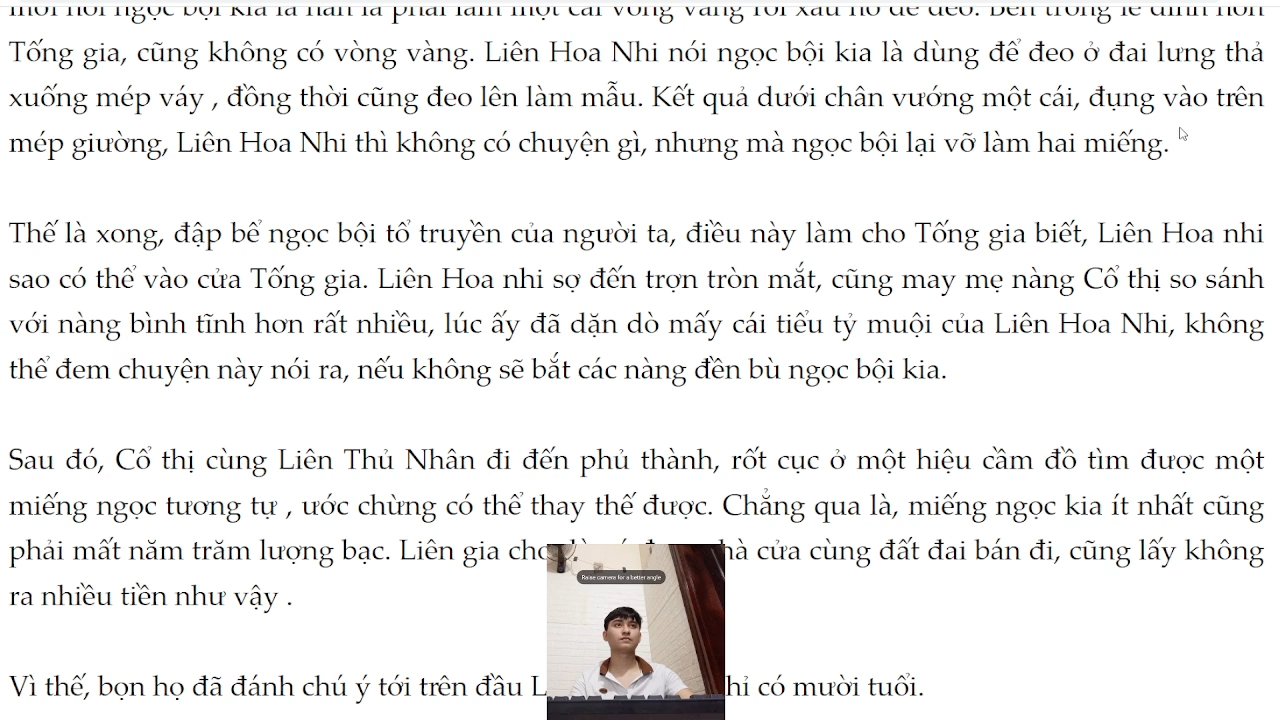 Tống gia, cũng không có vòng vàng. Liên Hoa Nhi nói ngọc bội kia là dùng để đeo ở đai lưng thả
xuống mép váy , đồng thời cũng đeo lên làm mẫu. Kết quả dưới chân vướng một cái, đụng vào trên
mép giường, Liên Hoa Nhi thì không có chuyện gì, nhưng mà ngọc bội lại vỡ làm hai miếng.
Thế là xong, đập bể ngọc bội tổ truyền của người ta, điều này làm cho Tống gia biết, Liên Hoa nhi
sao có thể vào cửa Tống gia. Liên Hoa nhi sợ đến trợn tròn mắt, cũng may mẹ nàng Cổ thị so sánh
với nàng bình tĩnh hơn rất nhiều, lúc ấy đã dặn dò mấy cái tiểu tỷ muội của Liên Hoa Nhi, không
thể đem chuyện này nói ra, nếu không sẽ bắt các nàng đền bù ngọc bội kia.
Sau đó, Cổ thị cùng Liên Thủ Nhân đi đến phủ thành, rốt cục ở một hiệu cầm đồ tìm được một
miếng ngọc tương tự , ước chừng có thể thay thế được. Chẳng qua là, miếng ngọc kia ít nhất cũng
phải mất năm trăm lượng bạc. Liên gia cửa cùng đất đai bán đi, cũng lấy không
ra nhiều tiền như vậy .
Raise camera for a better angle
Vì thế, bọn họ đã đánh chú ý tới trên đầu có mười tuổi.